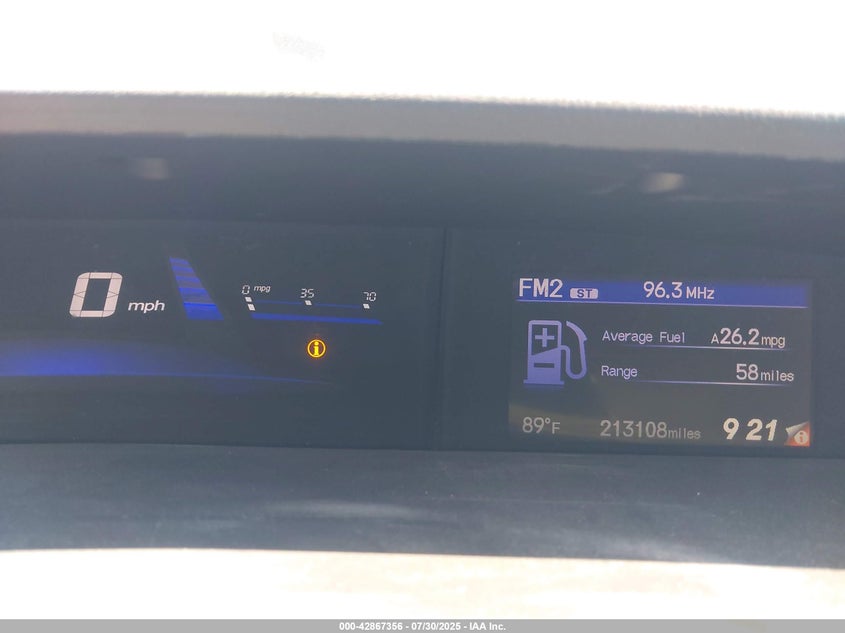 0 mph
0 mpg 35 70
FM2 ST 96.3 MHz
Average Fuel A26.2 mpg
Range 58 miles
89°F 213108 miles 9 21
000-42867356 - 07/30/2025 - IAA Inc.